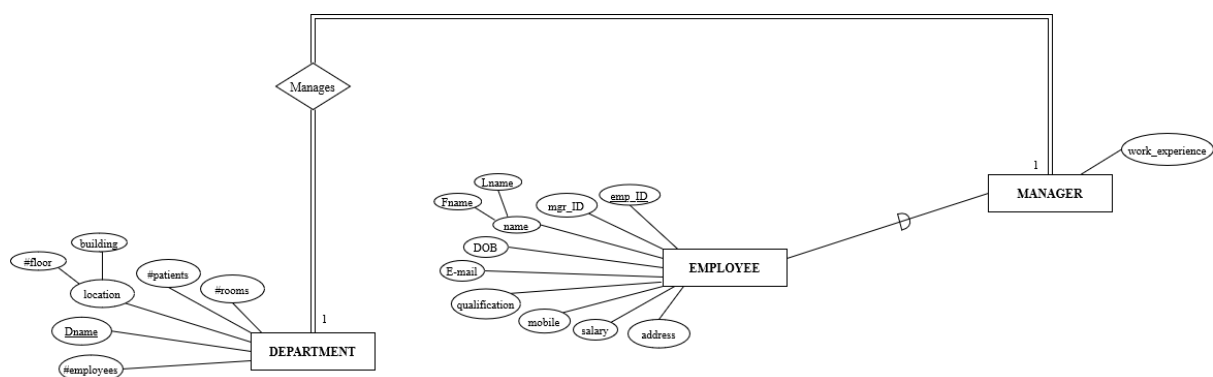 Manages
1
work_experience
MANAGER
Lname
Fname
name
mgr_ID
emp_ID
DOB
E-mail
qualification
mobile
salary
address
EMPLOYEE
building
#floor
location
#patients
#rooms
Dname
#employees
1
DEPARTMENT